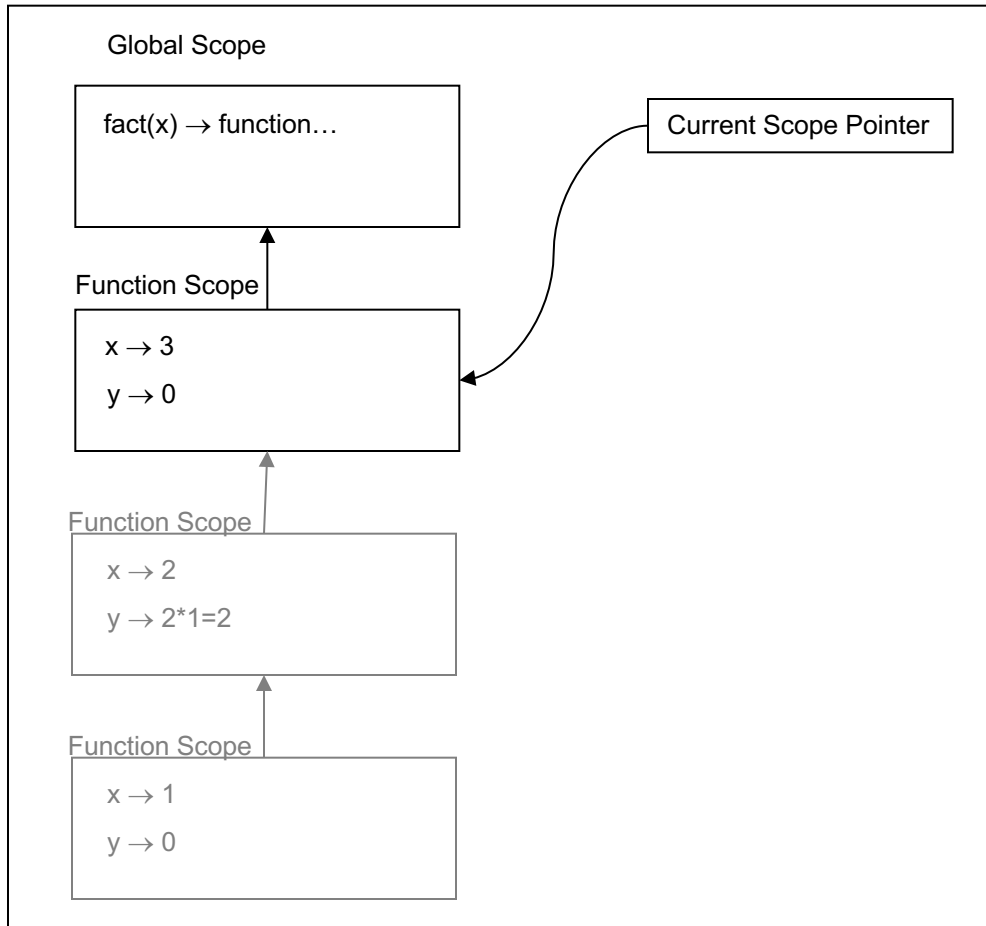 Global Scope
fact(x) → function…
Current Scope Pointer
Function Scope
x → 3
y → 0
Function Scope
x → 2
y → 2*1=2
Function Scope
x → 1
y → 0